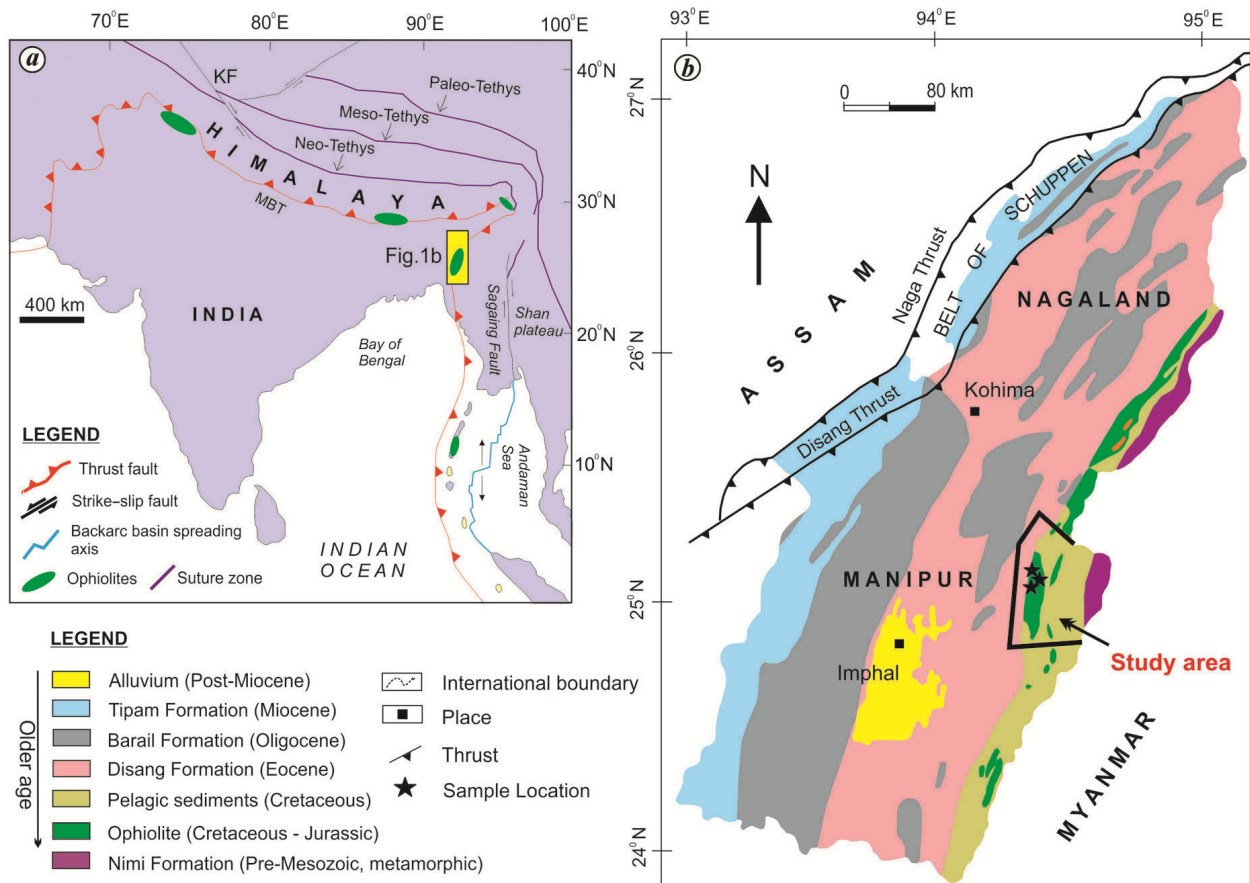 70°E
80°E
90°E
100°E
a
40°N
30°N
20°N
10°N
KF
Paleo-Tethys
Meso-Tethys
Neo-Tethys
HIMALAYA
MBT
Fig.1b
400 km
INDIA
Bay of
Bengal
Sagaing Fault
Shan
plateau
Andaman
Sea
INDIAN
OCEAN
LEGEND
Thrust fault
Strike–slip fault
Backarc basin spreading
axis
Ophiolites
Suture zone
LEGEND
Older age
Alluvium (Post-Miocene)
Tipam Formation (Miocene)
Barail Formation (Oligocene)
Disang Formation (Eocene)
Pelagic sediments (Cretaceous)
Ophiolite (Cretaceous - Jurassic)
Nimi Formation (Pre-Mesozoic, metamorphic)
International boundary
Place
Thrust
Sample Location
93°E
94°E
95°E
b
0 80 km
27°N
26°N
25°N
24°N
N
ASSAM
Naga Thrust
BELT OF SCHUPPEN
NAGALAND
Kohima
Disang Thrust
MANIPUR
Imphal
Study area
MYANMAR